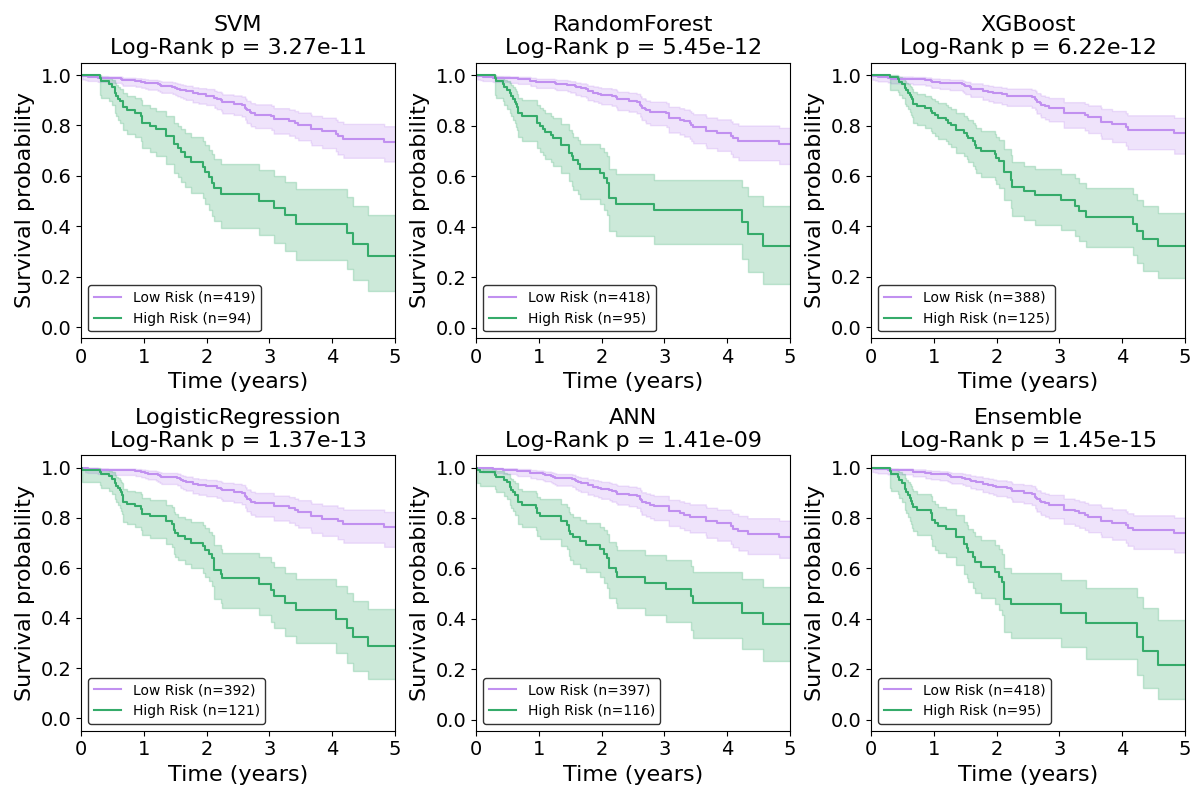 SVM
Log-Rank p = 3.27e-11
Survival probability
1.0
0.8
0.6
0.4
0.2
0.0
Low Risk (n=419)
High Risk (n=94)
0 1 2 3 4 5
Time (years)
RandomForest
Log-Rank p = 5.45e-12
Survival probability
1.0
0.8
0.6
0.4
0.2
0.0
Low Risk (n=418)
High Risk (n=95)
0 1 2 3 4 5
Time (years)
XGBoost
Log-Rank p = 6.22e-12
Survival probability
1.0
0.8
0.6
0.4
0.2
0.0
Low Risk (n=388)
High Risk (n=125)
0 1 2 3 4 5
Time (years)
LogisticRegression
Log-Rank p = 1.37e-13
Survival probability
1.0
0.8
0.6
0.4
0.2
0.0
Low Risk (n=392)
High Risk (n=121)
0 1 2 3 4 5
Time (years)
ANN
Log-Rank p = 1.41e-09
Survival probability
1.0
0.8
0.6
0.4
0.2
0.0
Low Risk (n=397)
High Risk (n=116)
0 1 2 3 4 5
Time (years)
Ensemble
Log-Rank p = 1.45e-15
Survival probability
1.0
0.8
0.6
0.4
0.2
0.0
Low Risk (n=418)
High Risk (n=95)
0 1 2 3 4 5
Time (years)